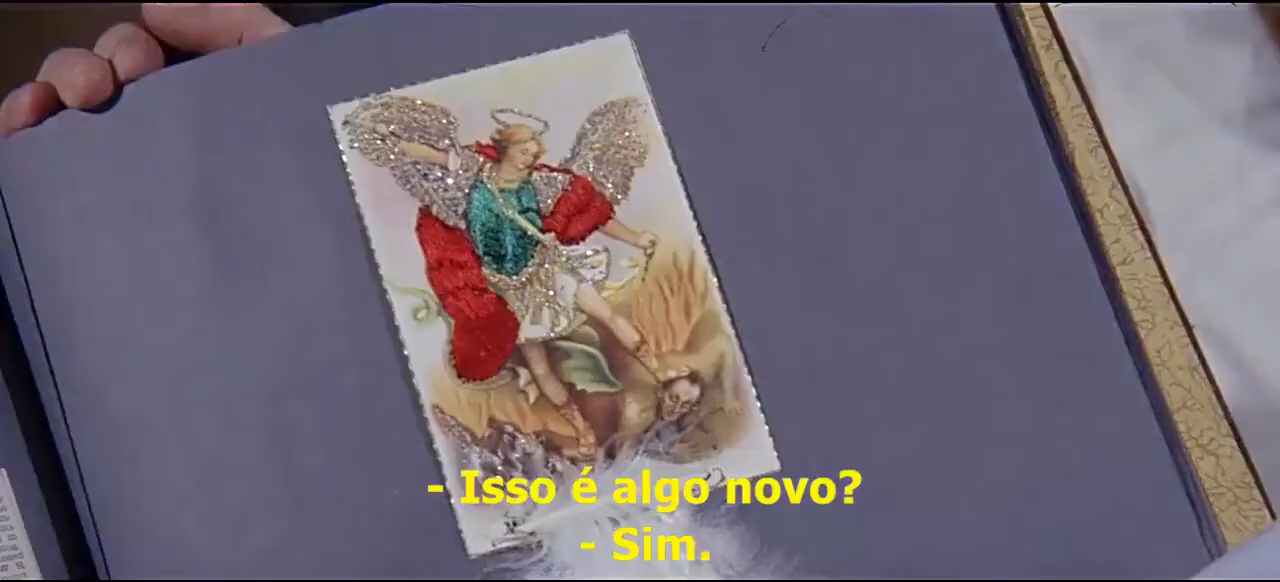 - Isso é algo novo?
- Sim.